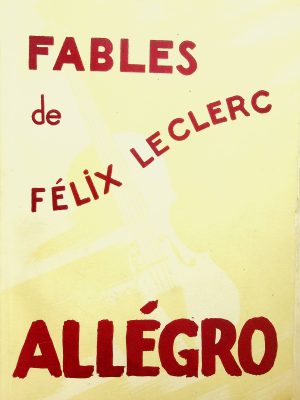 FABLES
de
FÉLIX LECLERC
ALLÉGRO